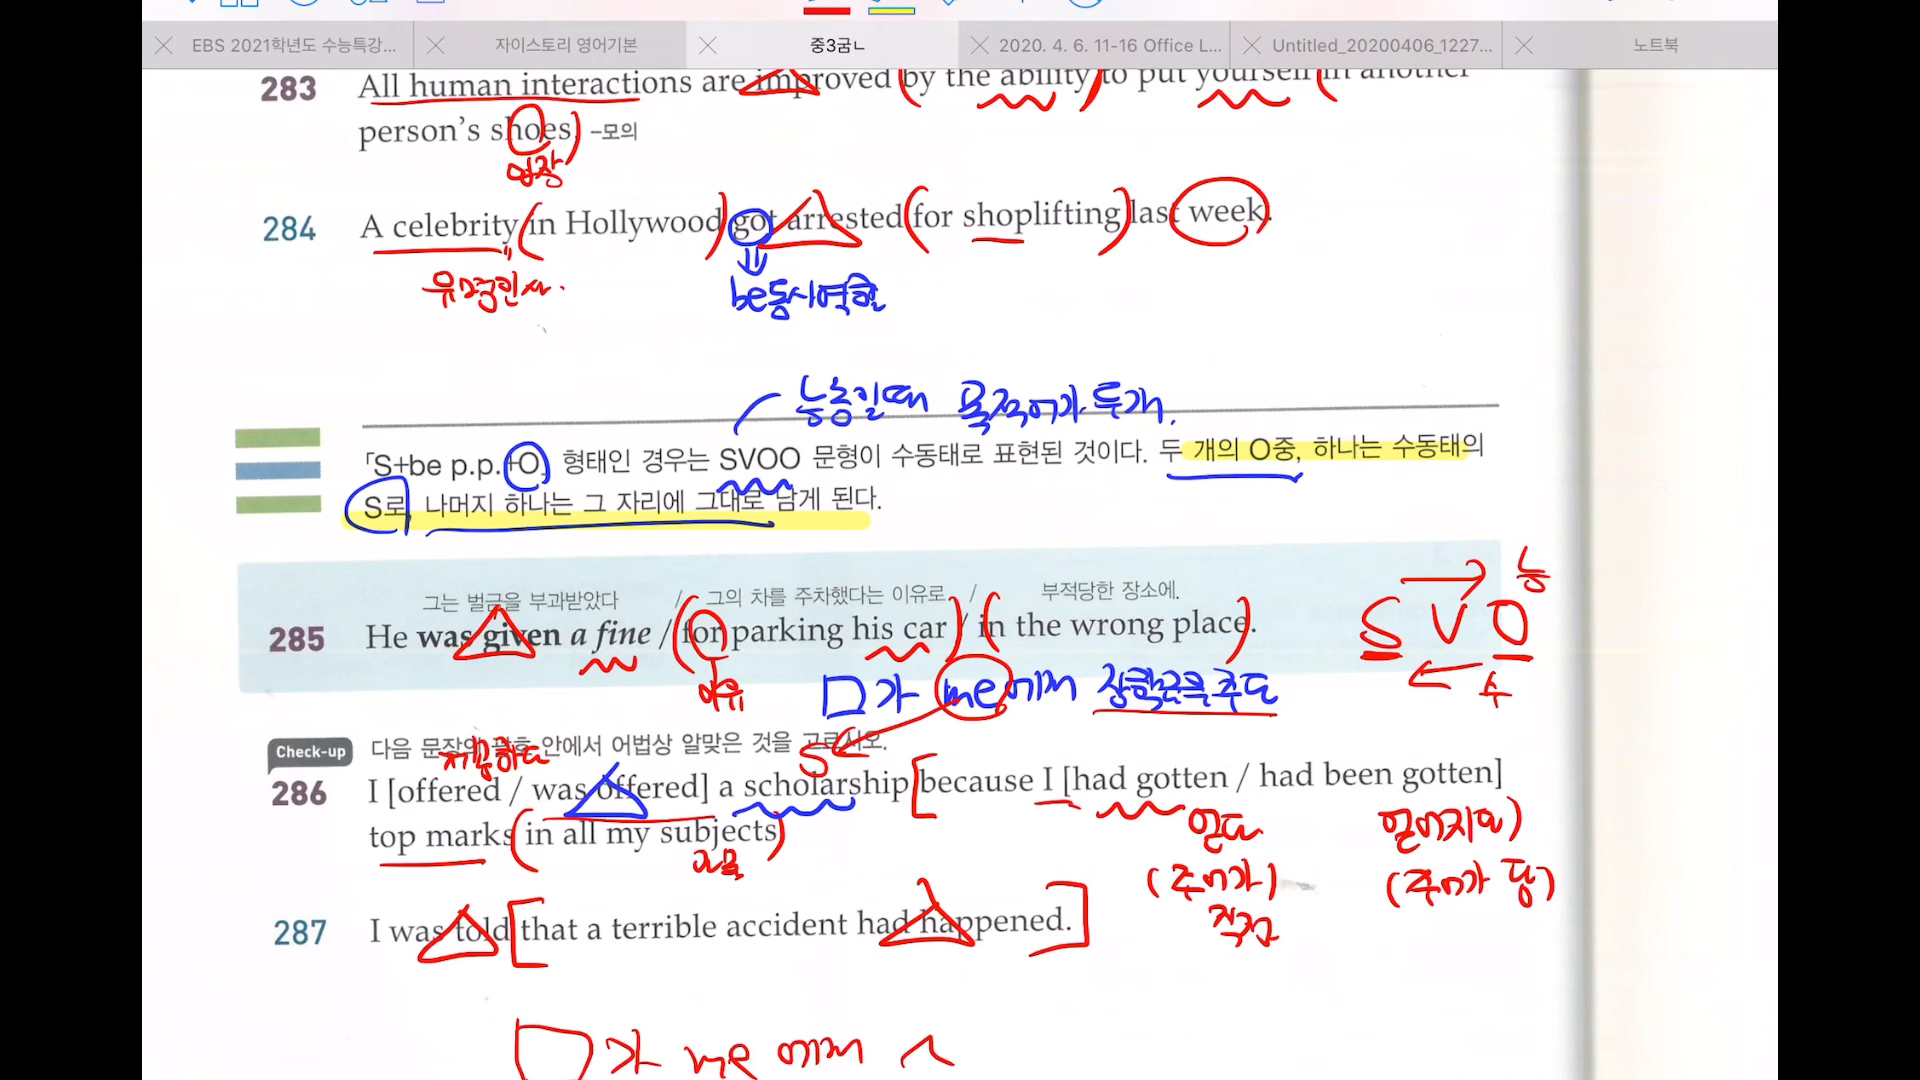 EBS 2021학년도 수능특강... 자이스토리 영어기본 중3굼ㄴ 2020. 4. 6. 11-16 Office L... Untitled_20200406_1227... 노트북
283 All human interactions are improved by the ability to put yourself in another
person's shoes. –모의
입장
284 A celebrity in Hollywood got arrested for shoplifting last week.
유명인사.
be동사역할
능동일때 목적어가 두개.
「S+be p.p.+O」 형태인 경우는 SVOO 문형이 수동태로 표현된 것이다. 두 개의 O중, 하나는 수동태의
S로, 나머지 하나는 그 자리에 그대로 남게 된다.
능
그는 벌금을 부과받았다 / 그의 차를 주차했다는 이유로 / 부적당한 장소에.
S V O
285 He was given a fine / for parking his car / in the wrong place.
수
이유
ㅁ가 me에게 장학금을 주다
Check-up 다음 문장의 괄호 안에서 어법상 알맞은 것을 고르시오.
제공하다
S
286 I [offered / was offered] a scholarship because I [had gotten / had been gotten]
top marks in all my subjects.
얻다 얻어지다
과목
(주어가) (주어가 당)
직접
287 I was told that a terrible accident had happened.
ㅁ가 me 에게 ㅅ